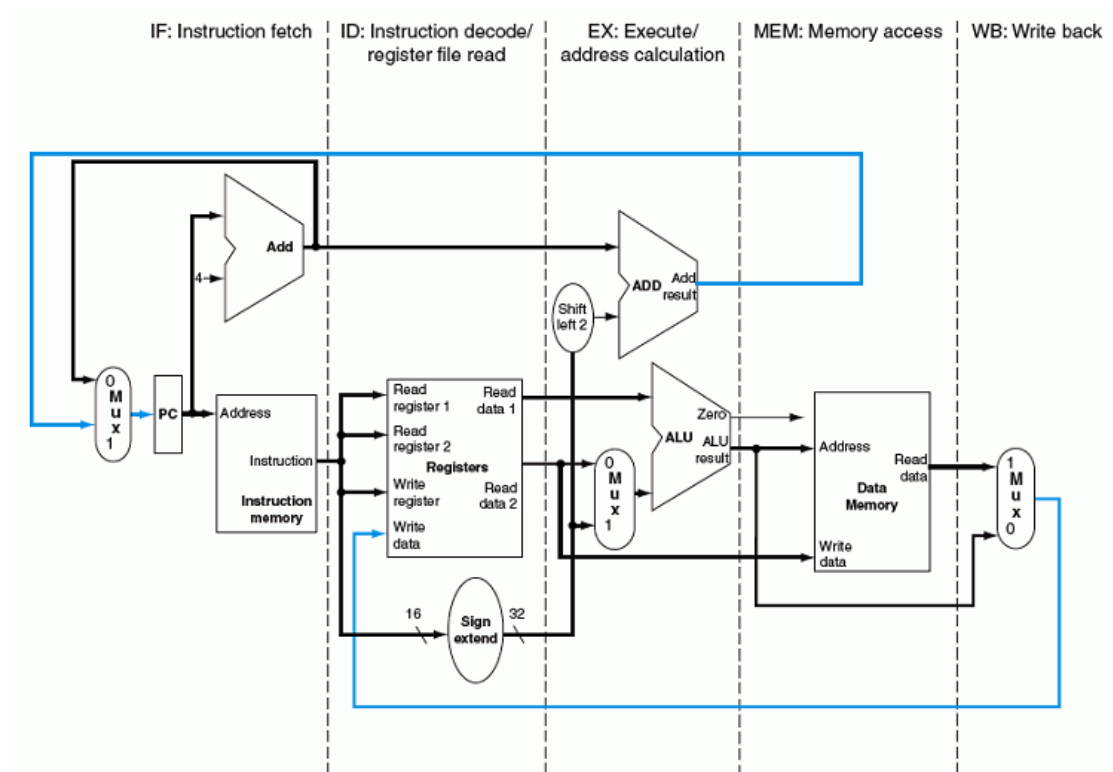 IF: Instruction fetch
ID: Instruction decode/
register file read
EX: Execute/
address calculation
MEM: Memory access
WB: Write back
Add
4
ADD
Add
result
Shift
left 2
0
M
u
x
1
PC
Address
Instruction
Instruction
memory
Read
register 1
Read
register 2
Write
register
Write
data
Registers
Read
data 1
Read
data 2
16
Sign
extend
32
0
M
u
x
1
Zero
ALU
ALU
result
Address
Read
data
Data
Memory
Write
data
1
M
u
x
0